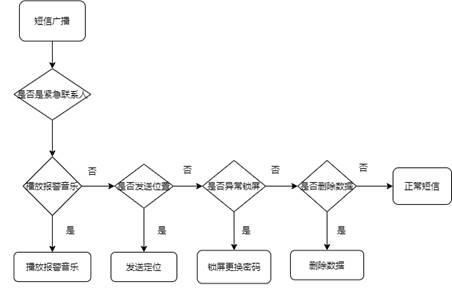 短信广播
是否是紧急联系人
播放报警音乐
否
是否发送位置
否
是否异常锁屏
否
是否删除数据
否
正常短信
是
是
是
是
播放报警音乐
发送定位
锁屏更换密码
删除数据